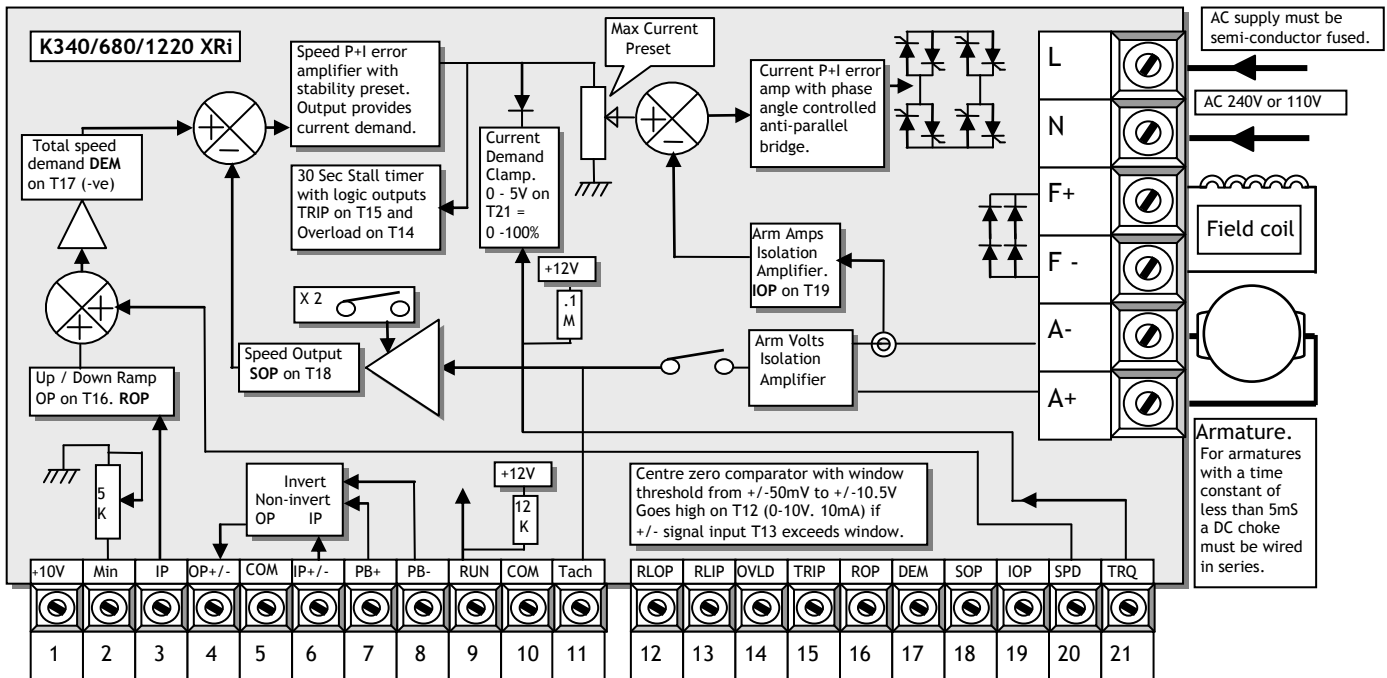 K340/680/1220 XRi
Speed P+I error
amplifier with
stability preset.
Output provides
current demand.
Max Current
Preset
Current P+I error
amp with phase
angle controlled
anti-parallel
bridge.
AC supply must be
semi-conductor fused.
L
AC 240V or 110V
N
Total speed
demand DEM
on T17 (-ve)
+
–
30 Sec Stall timer
with logic outputs
TRIP on T15 and
Overload on T14
Current
Demand
Clamp.
0 - 5V on
T21 =
0 -100%
+
–
F+
Field coil
F -
Arm Amps
Isolation
Amplifier.
IOP on T19
+12V
.1
M
X 2
+
+
Speed Output
SOP on T18
Arm Volts
Isolation
Amplifier
A-
A+
Up / Down Ramp
OP on T16. ROP
Armature.
For armatures
with a time
constant of
less than 5mS
a DC choke
must be wired
in series.
5
K
Invert
Non-invert
OP IP
+12V
12
K
Centre zero comparator with window
threshold from +/-50mV to +/-10.5V
Goes high on T12 (0-10V. 10mA) if
+/- signal input T13 exceeds window.
+10V Min IP OP+/- COM IP+/- PB+ PB- RUN COM Tach RLOP RLIP OVLD TRIP ROP DEM SOP IOP SPD TRQ
1 2 3 4 5 6 7 8 9 10 11 12 13 14 15 16 17 18 19 20 21